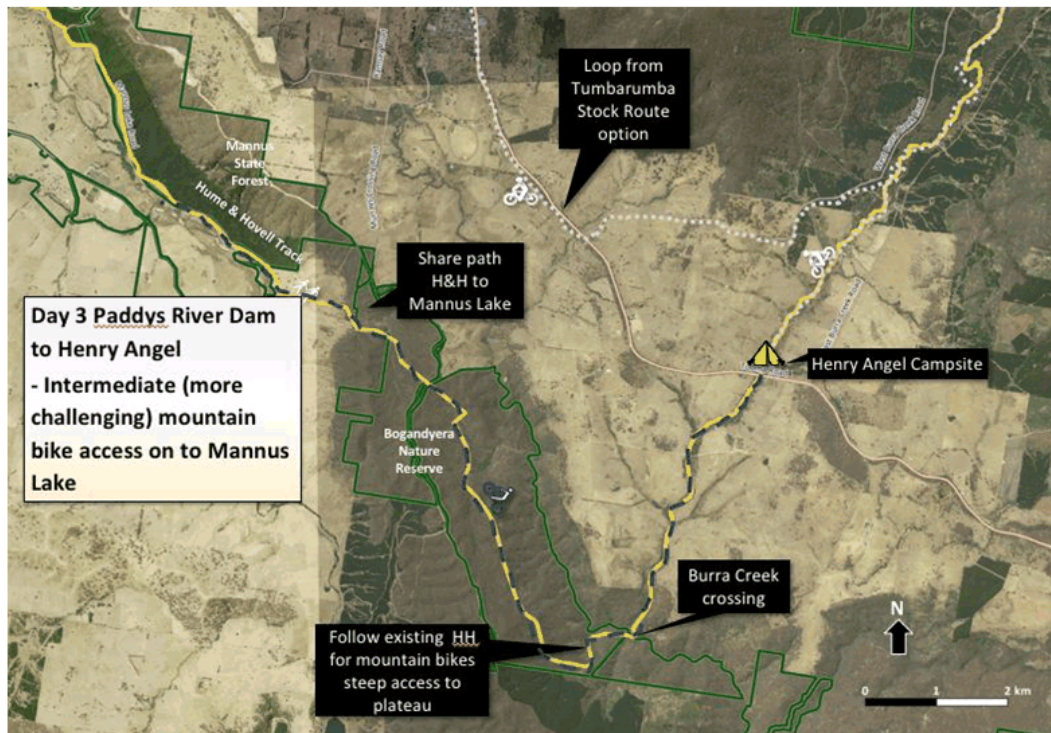 Loop from
Tumbarumba
Stock Route
option
Mannus
State
Forest
Hume & Hovell Track
Share path
H&H to
Mannus Lake
Day 3 Paddys River Dam
to Henry Angel
- Intermediate (more
challenging) mountain
bike access on to Mannus
Lake
Henry Angel Campsite
Bogandyera
Nature
Reserve
Burra Creek
crossing
Follow existing HH
for mountain bikes
steep access to
plateau
N
0 1 2 km